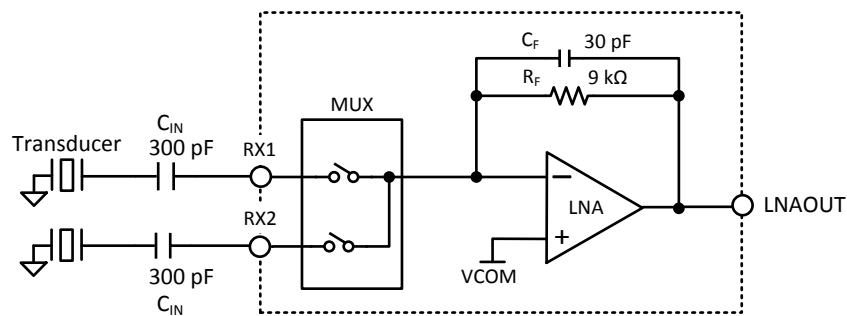 C_F 30 pF
R_F 9 kΩ
MUX
C_IN
Transducer 300 pF RX1
LNA
LNAOUT
RX2
VCOM
300 pF
C_IN